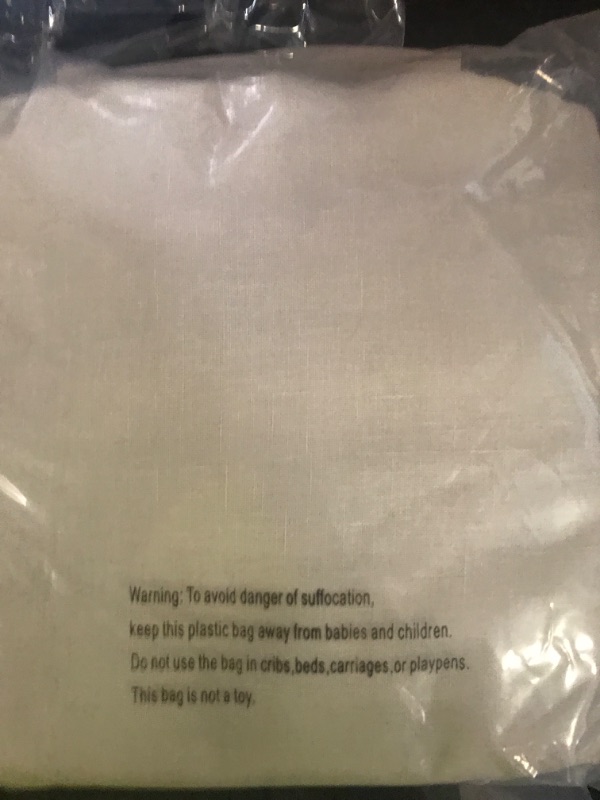 Warning: To avoid danger of suffocation,
keep this plastic bag away from babies and children.
Do not use the bag in cribs,beds,carriages,or playpens.
This bag is not a toy.